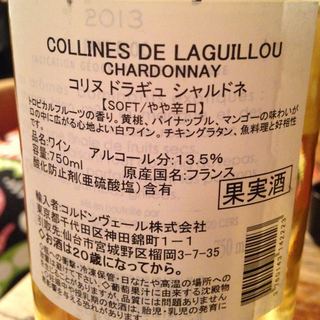 2013
COLLINES DE LAGUILLOU
CHARDONNAY
コリヌ ドラギュ シャルドネ
【SOFT/やや辛口】
トロピカルフルーツの香り。黄桃、パイナップル、マンゴーの味わいが
口の中に広がる心地よい白ワイン。チキングラタン、魚料理と好相性
です。
品名:ワイン アルコール分:13.5%
容量:750ml 原産国名:フランス
酸化防止剤(亜硫酸塩)含有
果実酒
輸入者:コルドンヴェール株式会社
東京都千代田区神田錦町1-1
引取先:仙台市宮城野区榴岡3-7-35
◇お酒は20歳になってから。